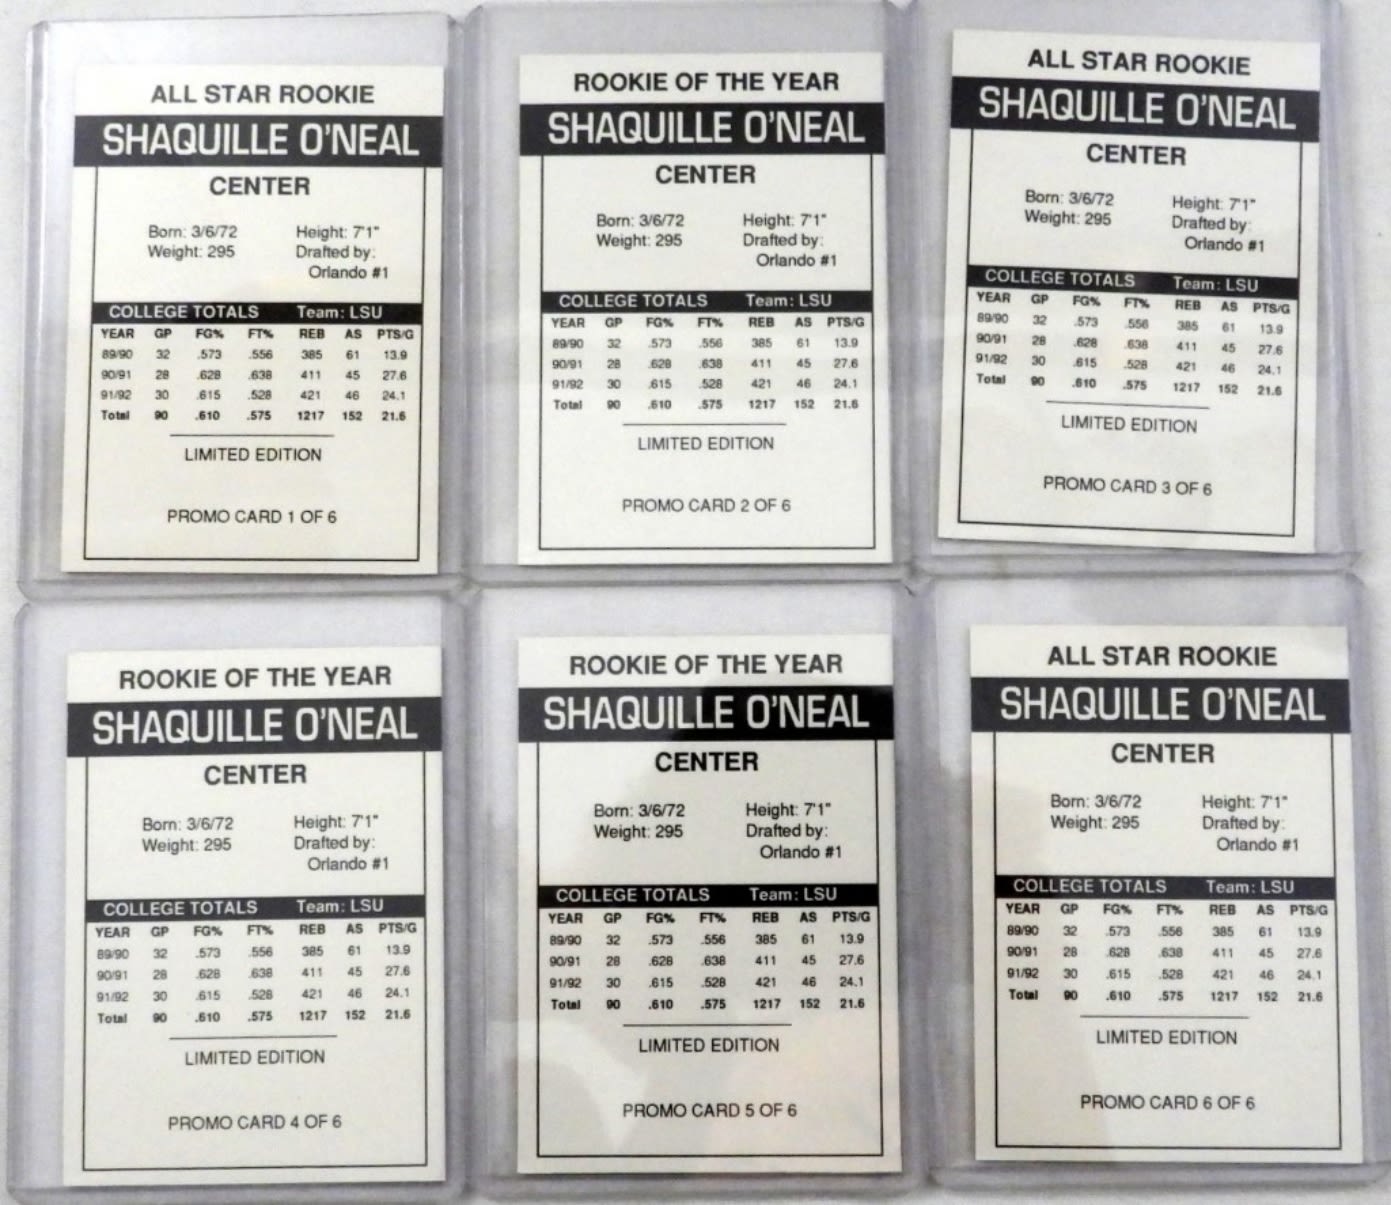 ALL STAR ROOKIE
SHAQUILLE O'NEAL
CENTER
Born: 3/6/72 Height: 7'1"
Weight: 295 Drafted by:
Orlando #1
COLLEGE TOTALS Team: LSU
YEAR GP FG% FT% REB AS PTS/G
89/90 32 .573 .556 385 61 13.9
90/91 28 .628 .638 411 45 27.6
91/92 30 .615 .528 421 46 24.1
Total 90 .610 .575 1217 152 21.6
LIMITED EDITION
PROMO CARD 1 OF 6
ROOKIE OF THE YEAR
SHAQUILLE O'NEAL
CENTER
Born: 3/6/72 Height: 7'1"
Weight: 295 Drafted by:
Orlando #1
COLLEGE TOTALS Team: LSU
YEAR GP FG% FT% REB AS PTS/G
89/90 32 .573 .556 385 61 13.9
90/91 28 .628 .638 411 45 27.6
91/92 30 .615 .528 421 46 24.1
Total 90 .610 .575 1217 152 21.6
LIMITED EDITION
PROMO CARD 2 OF 6
ALL STAR ROOKIE
SHAQUILLE O'NEAL
CENTER
Born: 3/6/72 Height: 7'1"
Weight: 295 Drafted by:
Orlando #1
COLLEGE TOTALS Team: LSU
YEAR GP FG% FT% REB AS PTS/G
89/90 32 .573 .556 385 61 13.9
90/91 28 .628 .638 411 45 27.6
91/92 30 .615 .528 421 46 24.1
Total 90 .610 .575 1217 152 21.6
LIMITED EDITION
PROMO CARD 3 OF 6
ROOKIE OF THE YEAR
SHAQUILLE O'NEAL
CENTER
Born: 3/6/72 Height: 7'1"
Weight: 295 Drafted by:
Orlando #1
COLLEGE TOTALS Team: LSU
YEAR GP FG% FT% REB AS PTS/G
89/90 32 .573 .556 385 61 13.9
90/91 28 .628 .638 411 45 27.6
91/92 30 .615 .528 421 46 24.1
Total 90 .610 .575 1217 152 21.6
LIMITED EDITION
PROMO CARD 4 OF 6
ROOKIE OF THE YEAR
SHAQUILLE O'NEAL
CENTER
Born: 3/6/72 Height: 7'1"
Weight: 295 Drafted by:
Orlando #1
COLLEGE TOTALS Team: LSU
YEAR GP FG% FT% REB AS PTS/G
89/90 32 .573 .556 385 61 13.9
90/91 28 .628 .638 411 45 27.6
91/92 30 .615 .528 421 46 24.1
Total 90 .610 .575 1217 152 21.6
LIMITED EDITION
PROMO CARD 5 OF 6
ALL STAR ROOKIE
SHAQUILLE O'NEAL
CENTER
Born: 3/6/72 Height: 7'1"
Weight: 295 Drafted by:
Orlando #1
COLLEGE TOTALS Team: LSU
YEAR GP FG% FT% REB AS PTS/G
89/90 32 .573 .556 385 61 13.9
90/91 28 .628 .638 411 45 27.6
91/92 30 .615 .528 421 46 24.1
Total 90 .610 .575 1217 152 21.6
LIMITED EDITION
PROMO CARD 6 OF 6